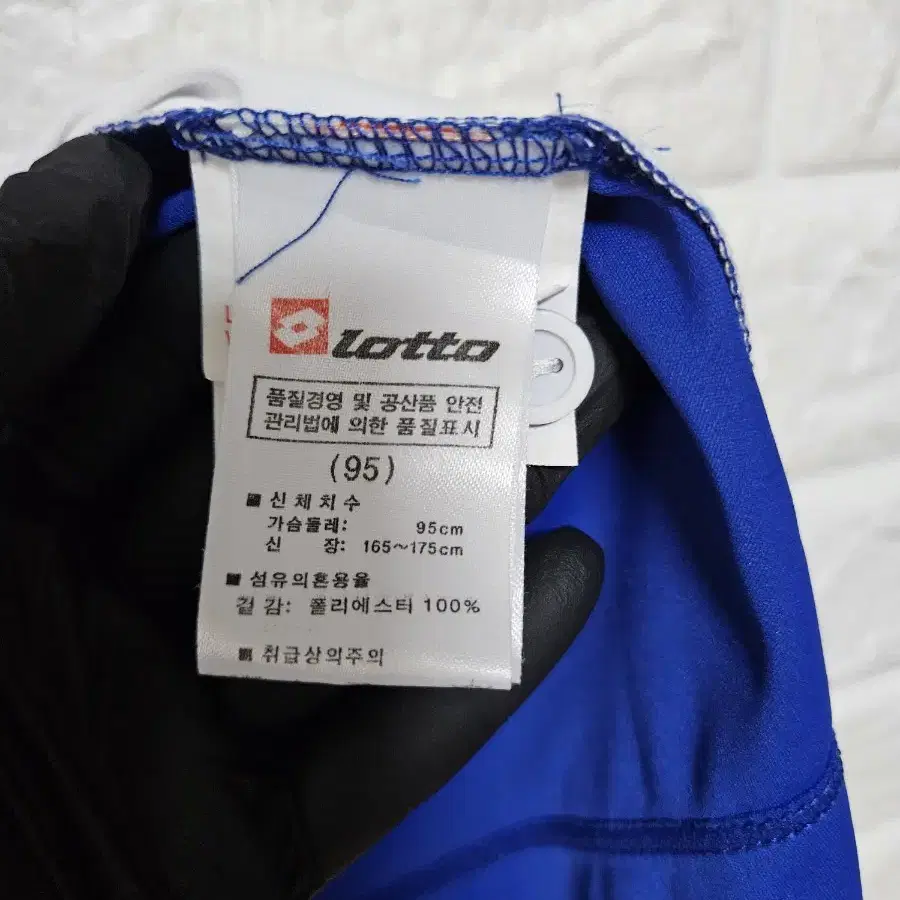 lotto
품질경영 및 공산품 안전
관리법에 의한 품질표시
(95)
■ 신체치수
가슴둘레: 95cm
신 장: 165~175cm
■ 섬유의혼용율
겉감: 폴리에스터 100%
■ 취급상의주의